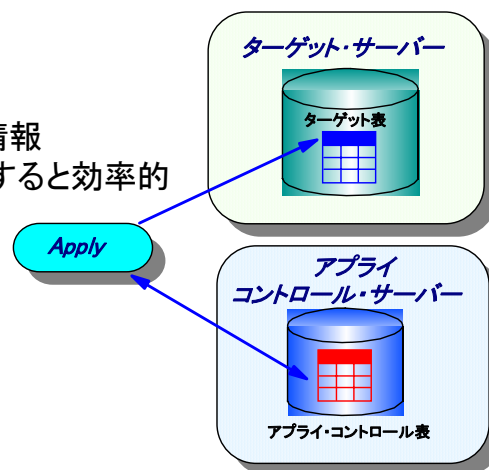 ターゲット・サーバー
ターゲット表
情報
すると効率的
Apply
アプライ
コントロール・サーバー
アプライ・コントロール表